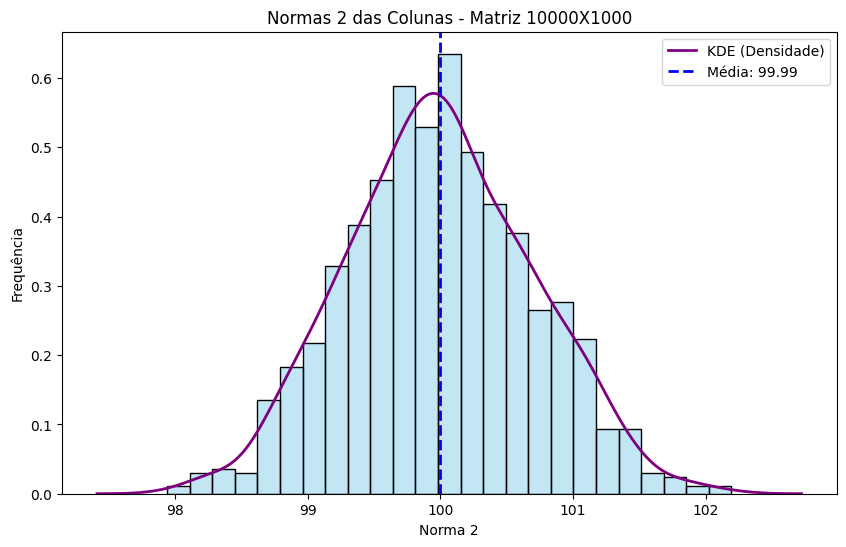 Normas 2 das Colunas - Matriz 10000X1000
KDE (Densidade)
Média: 99.99
0.6
0.5
0.4
0.3
0.2
0.1
0.0
Frequência
98
99
100
101
102
Norma 2